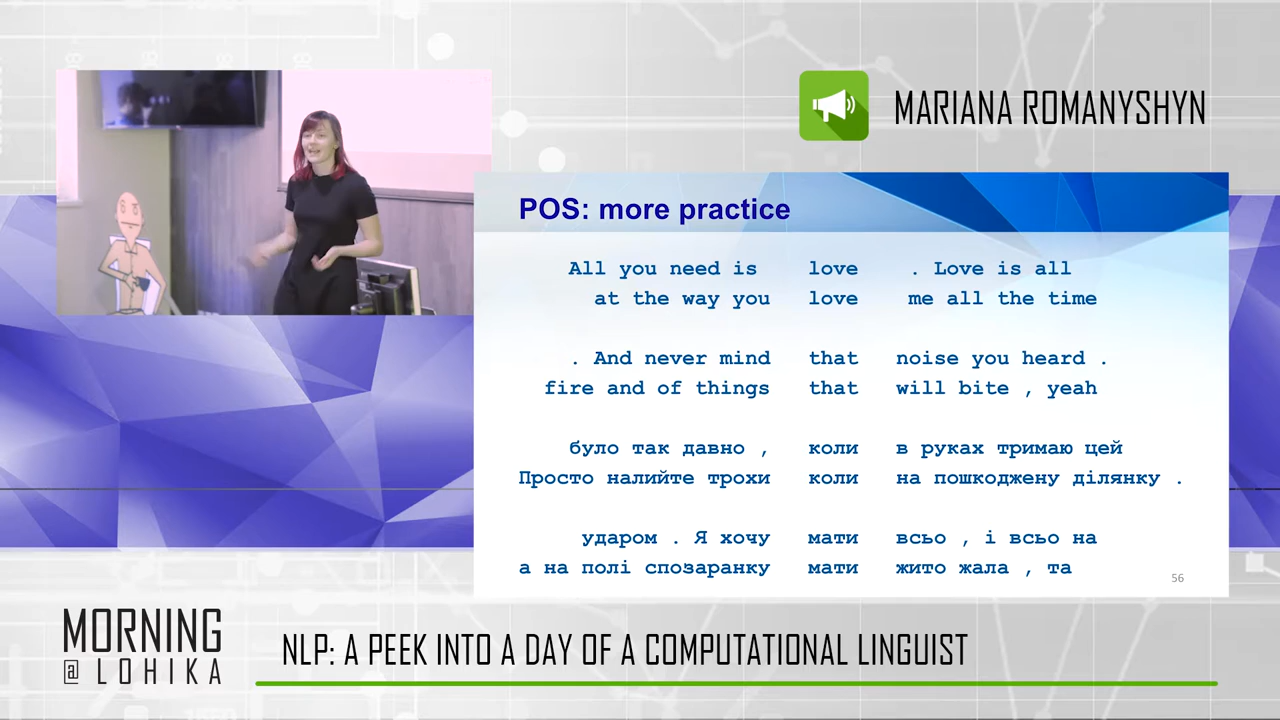 MARIANA ROMANYSHYN
POS: more practice
All you need is love . Love is all
at the way you love me all the time
. And never mind that noise you heard .
fire and of things that will bite , yeah
було так давно , коли в руках тримаю цей
Просто налийте трохи коли на пошкоджену ділянку .
ударом . Я хочу мати всьо , і всьо на
а на полі спозаранку мати жито жала , та
56
MORNING
@ LOHIKA
NLP: A PEEK INTO A DAY OF A COMPUTATIONAL LINGUIST